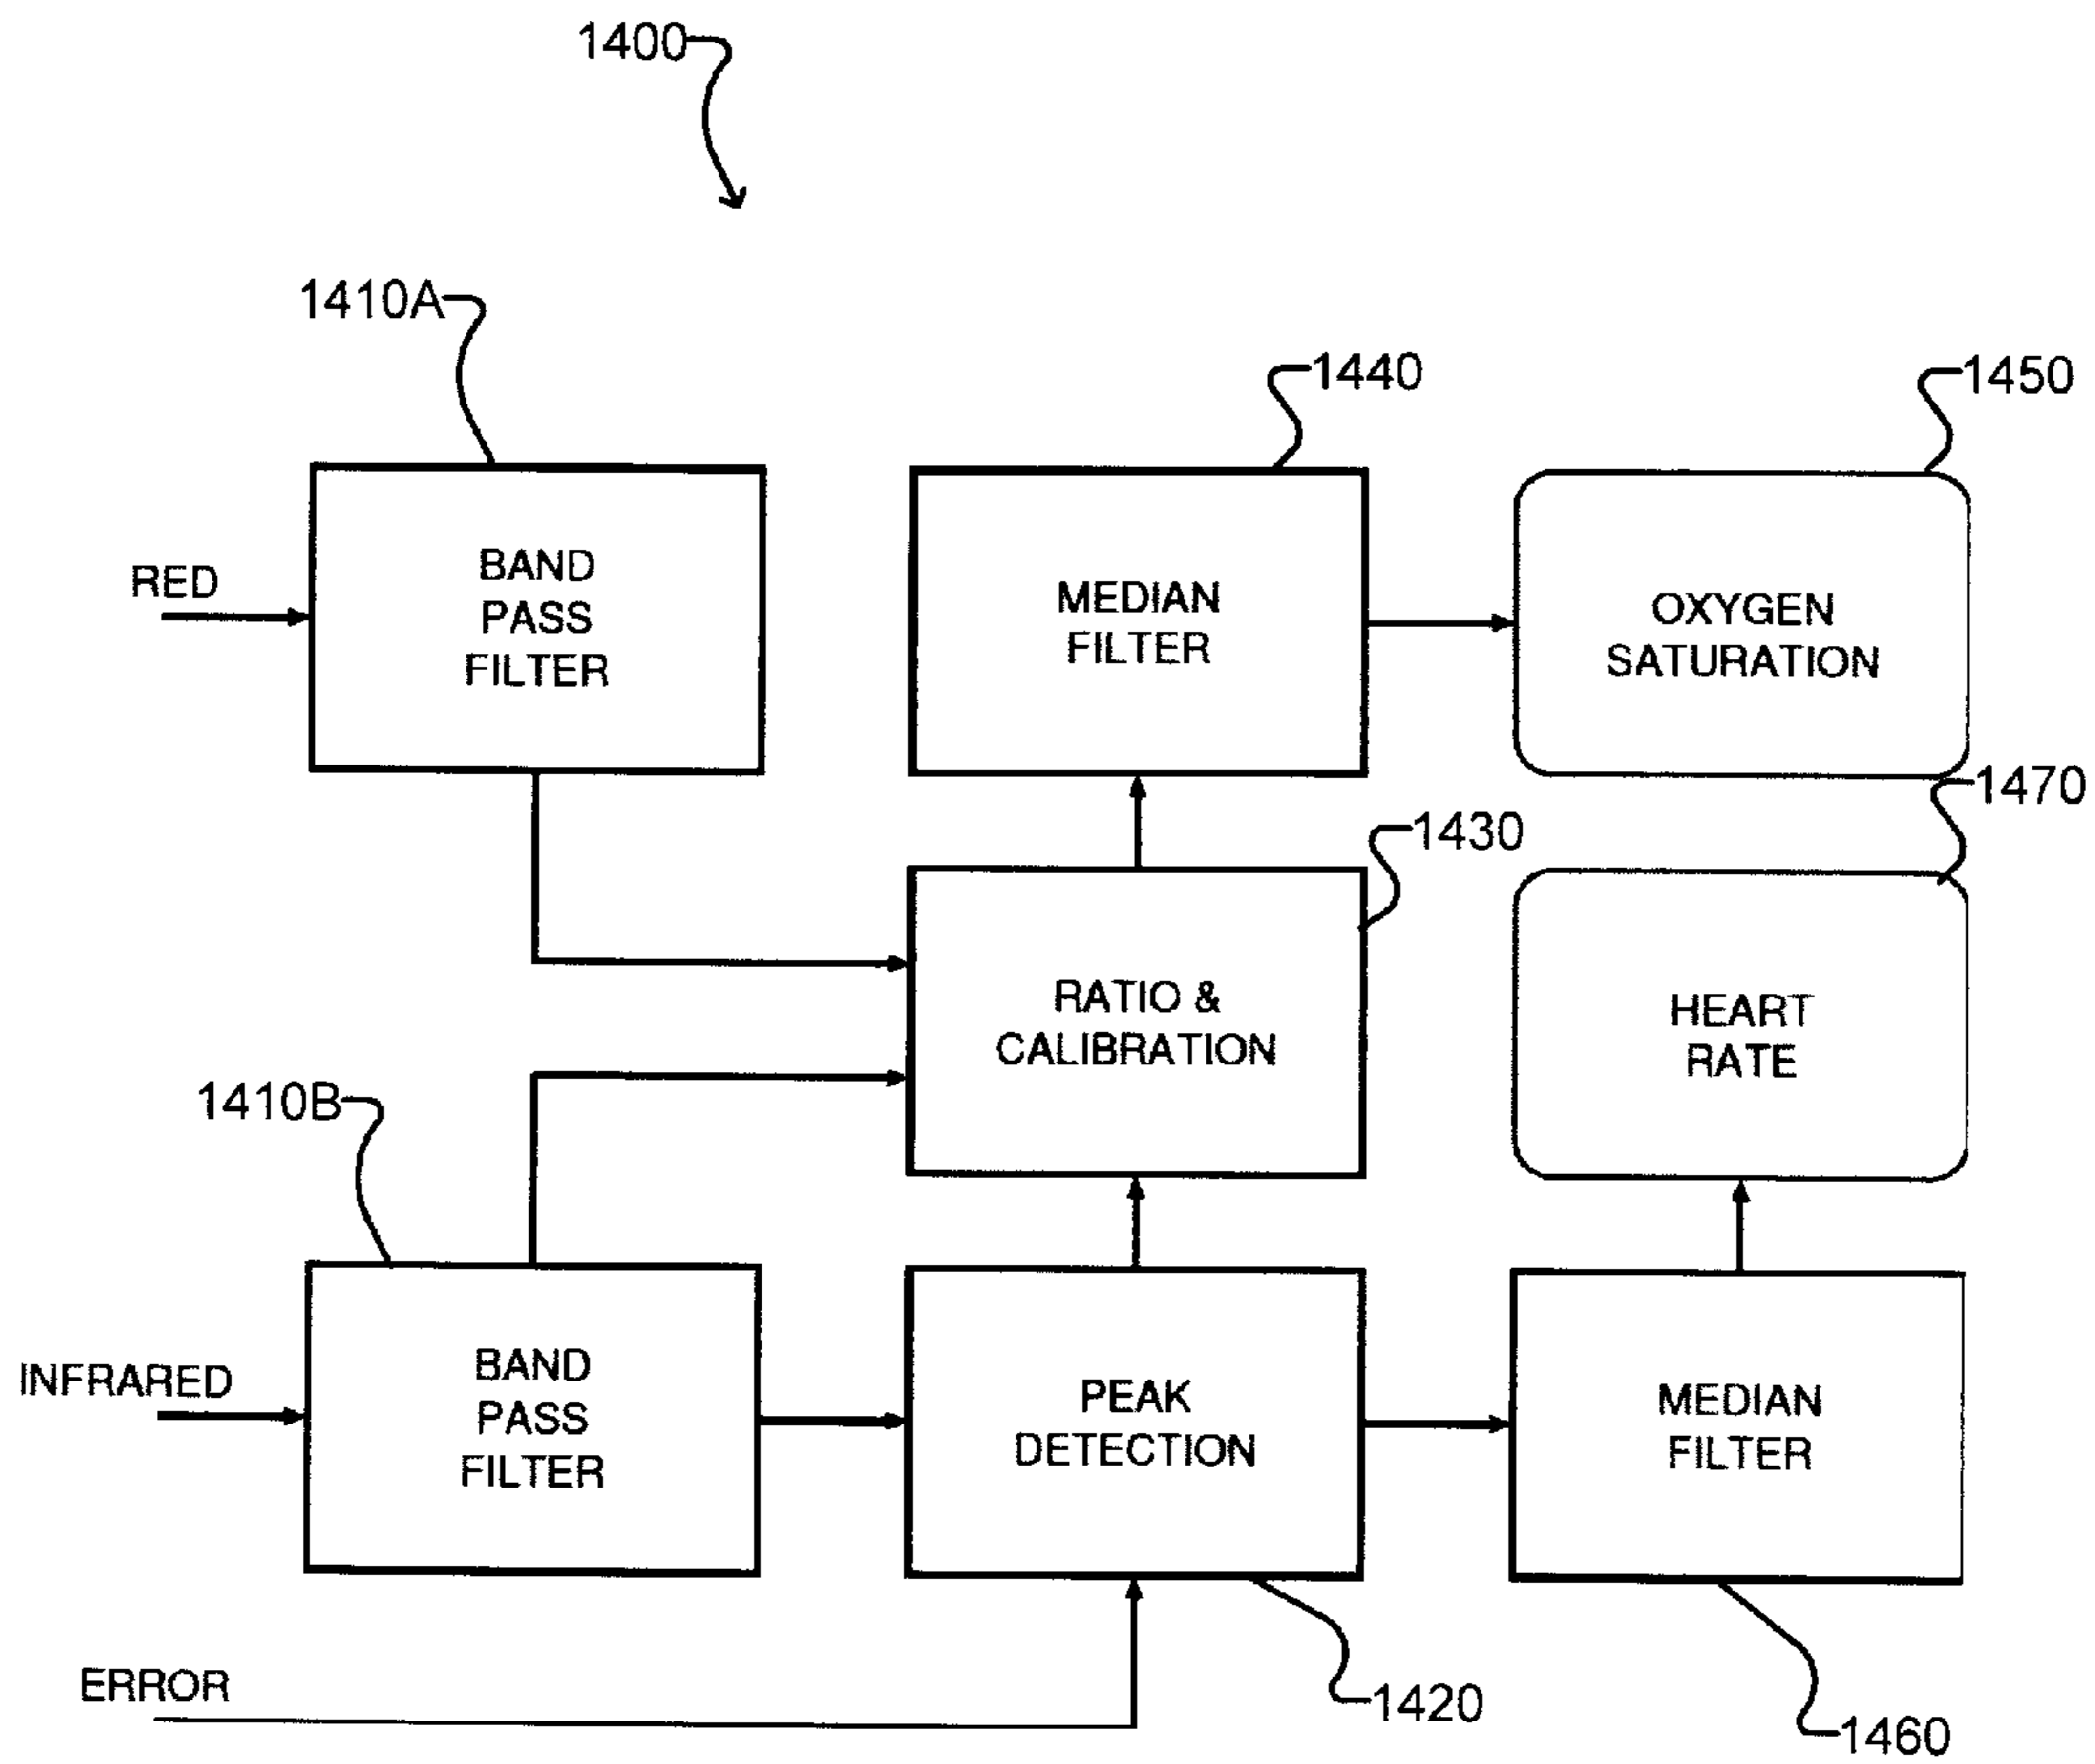 1400
1410A
1440
1450
RED
BAND
PASS
FILTER
MEDIAN
FILTER
OXYGEN
SATURATION
1470
1430
RATIO &
CALIBRATION
HEART
RATE
1410B
INFRARED
BAND
PASS
FILTER
PEAK
DETECTION
MEDIAN
FILTER
ERROR
1420
1460